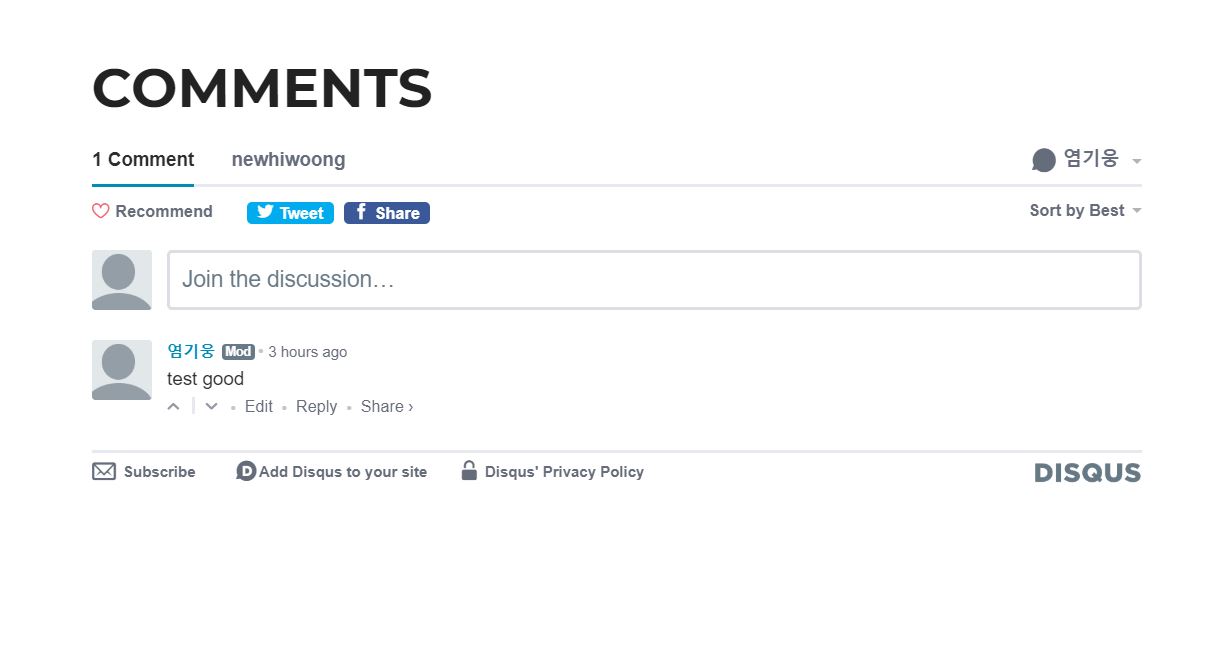 COMMENTS
1 Comment newhiwoong 염기웅
Recommend Tweet f Share Sort by Best
Join the discussion…
염기웅 Mod • 3 hours ago
test good
• Edit • Reply • Share ›
Subscribe D Add Disqus to your site Disqus' Privacy Policy DISQUS